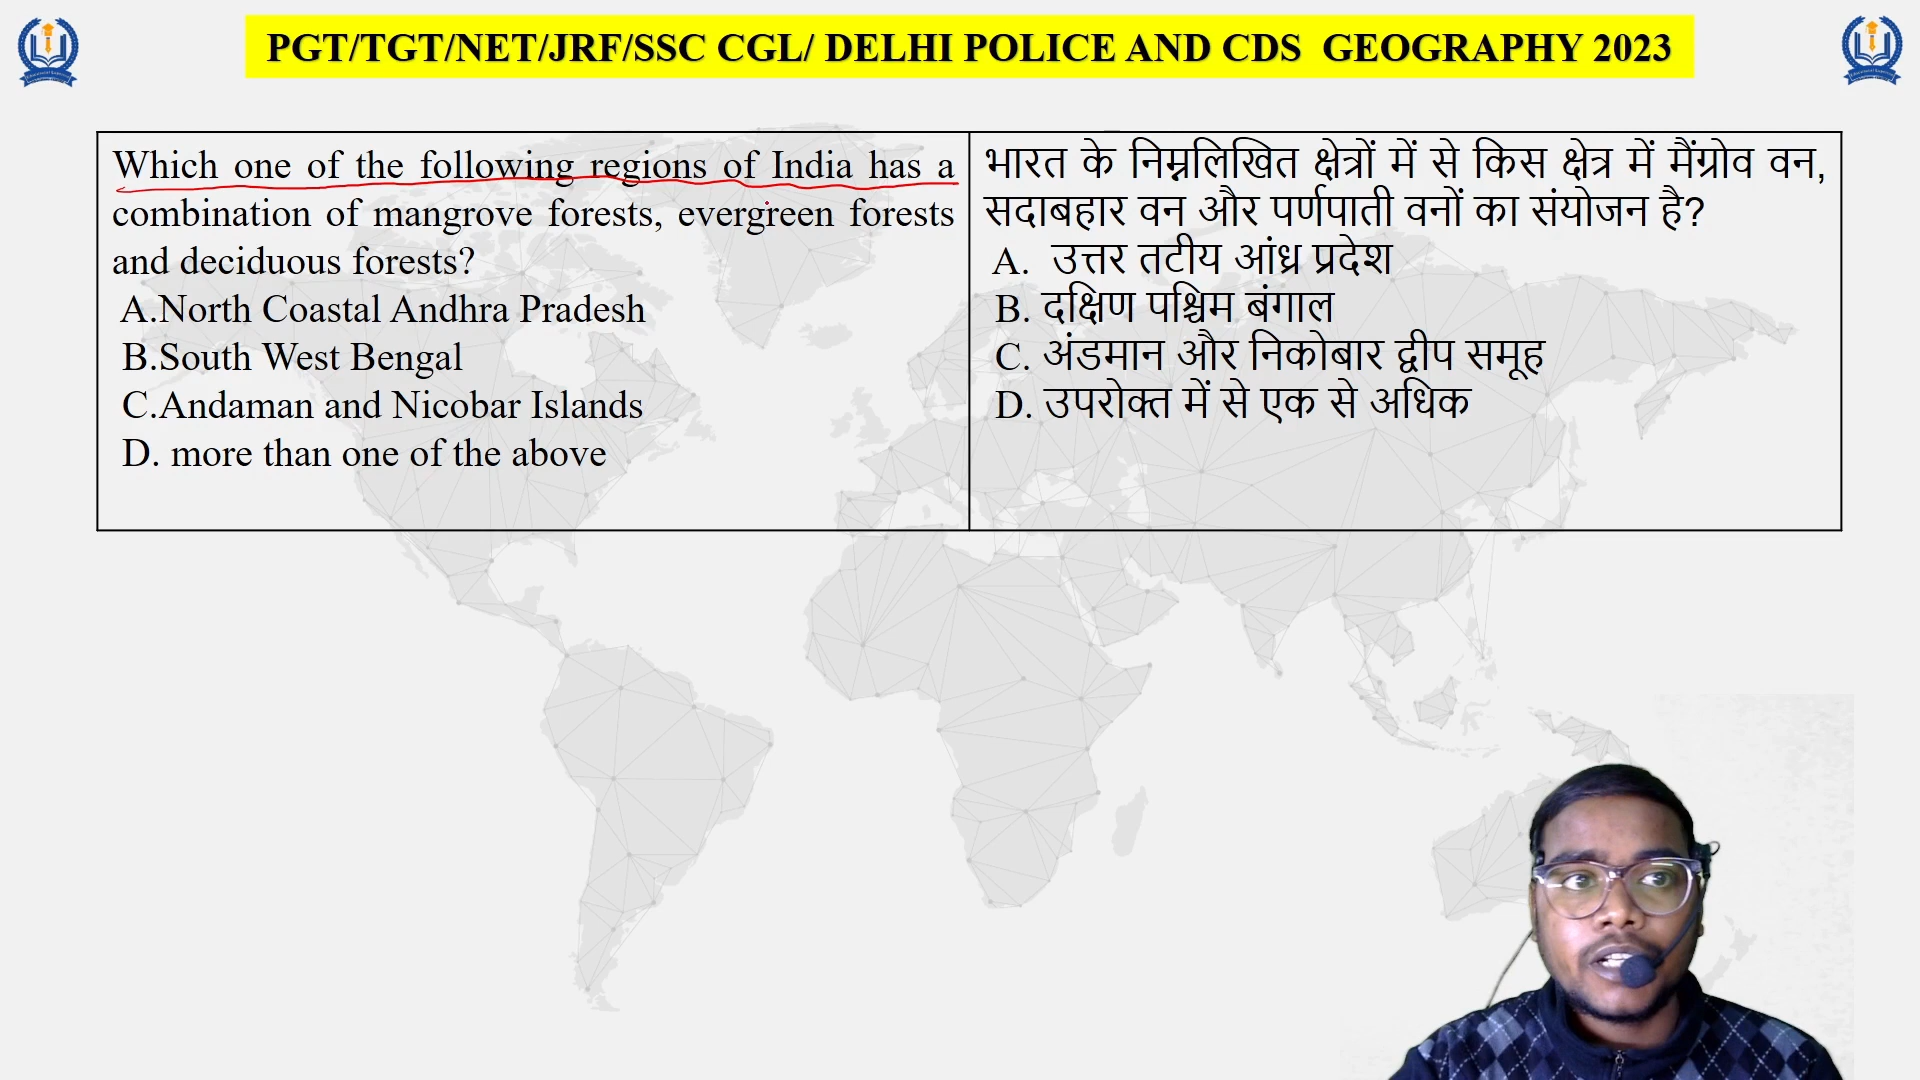 PGT/TGT/NET/JRF/SSC CGL/ DELHI POLICE AND CDS GEOGRAPHY 2023
Which one of the following regions of India has a
combination of mangrove forests, evergreen forests
and deciduous forests?
A.North Coastal Andhra Pradesh
B.South West Bengal
C.Andaman and Nicobar Islands
D. more than one of the above
भारत के निम्नलिखित क्षेत्रों में से किस क्षेत्र में मैंग्रोव वन,
सदाबहार वन और पर्णपाती वनों का संयोजन है?
A. उत्तर तटीय आंध्र प्रदेश
B. दक्षिण पश्चिम बंगाल
C. अंडमान और निकोबार द्वीप समूह
D. उपरोक्त में से एक से अधिक